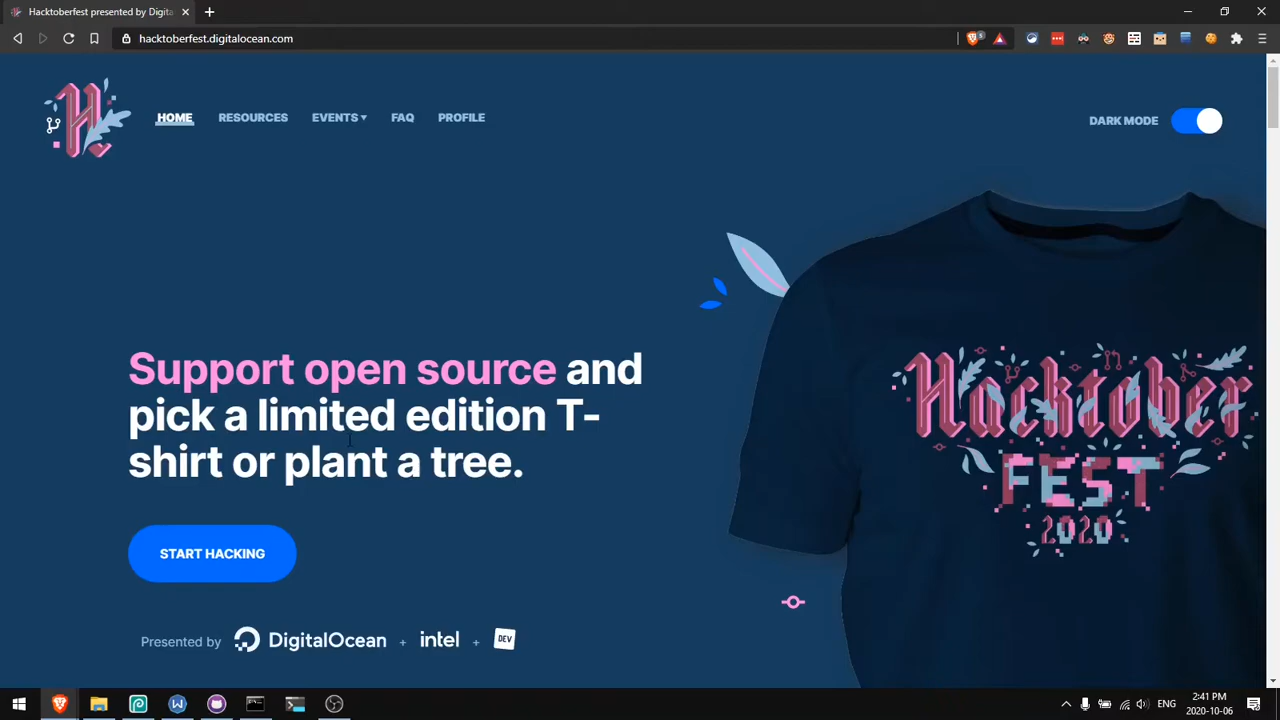 Hacktoberfest presented by Digita
hacktoberfest.digitalocean.com
HOME
RESOURCES
EVENTS
FAQ
PROFILE
DARK MODE
Hacktober
FEST
2020
Support open source and
pick a limited edition T-
shirt or plant a tree.
START HACKING
Presented by
DigitalOcean
+
intel
+
DEV
2:41 PM
2020-10-06